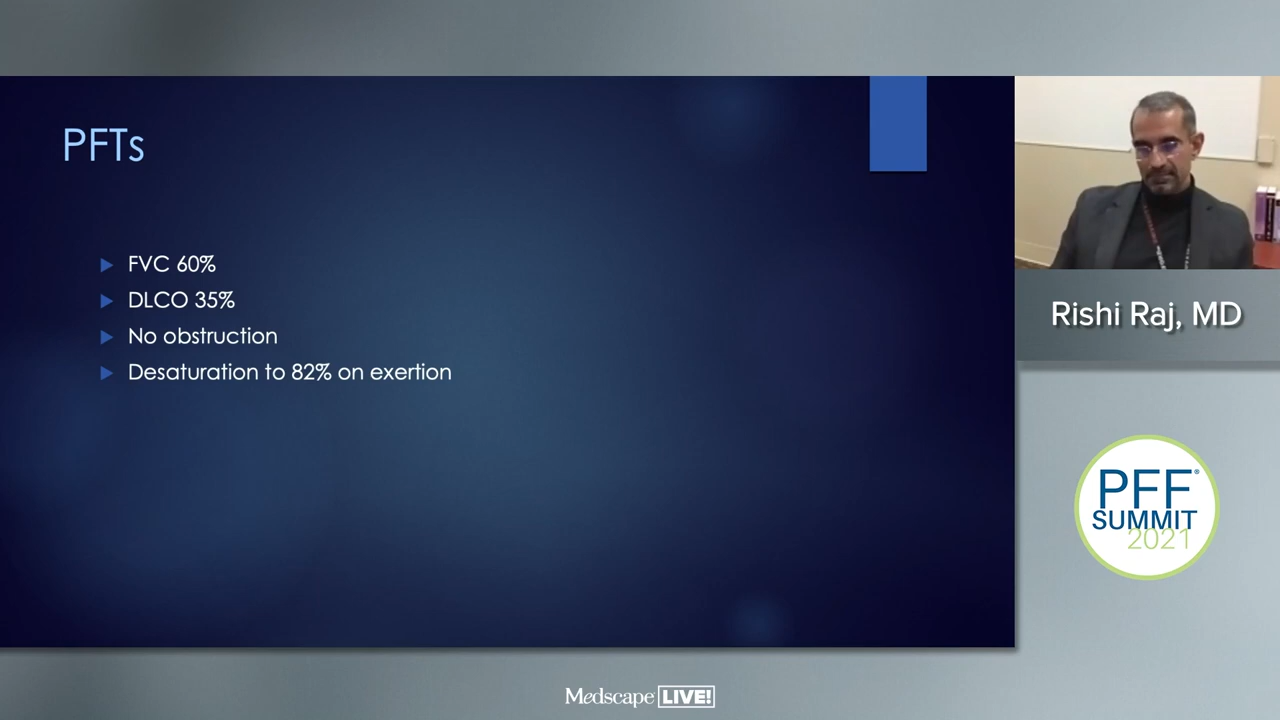 PFTs
FVC 60%
DLCO 35%
No obstruction
Desaturation to 82% on exertion
Rishi Raj, MD
PFF®
SUMMIT
2021
Medscape LIVE!